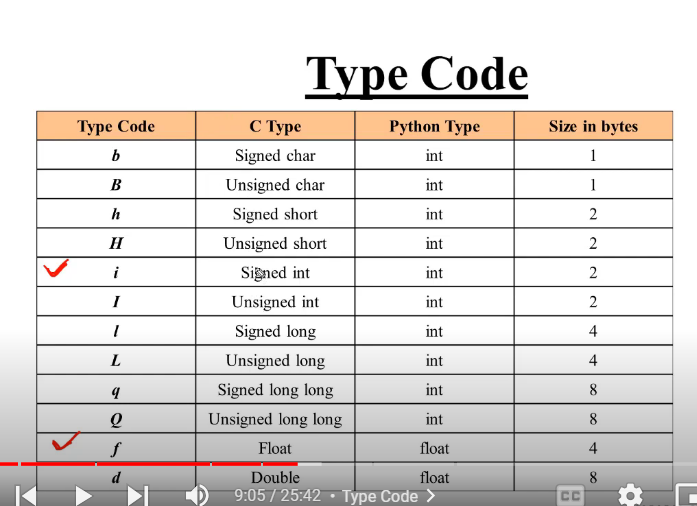 Type Code
Type Code C Type Python Type Size in bytes
b Signed char int 1
B Unsigned char int 1
h Signed short int 2
H Unsigned short int 2
i Signed int int 2
I Unsigned int int 2
l Signed long int 4
L Unsigned long int 4
q Signed long long int 8
Q Unsigned long long int 8
f Float float 4
d Double float 8
9:05 / 25:42 • Type Code
CC